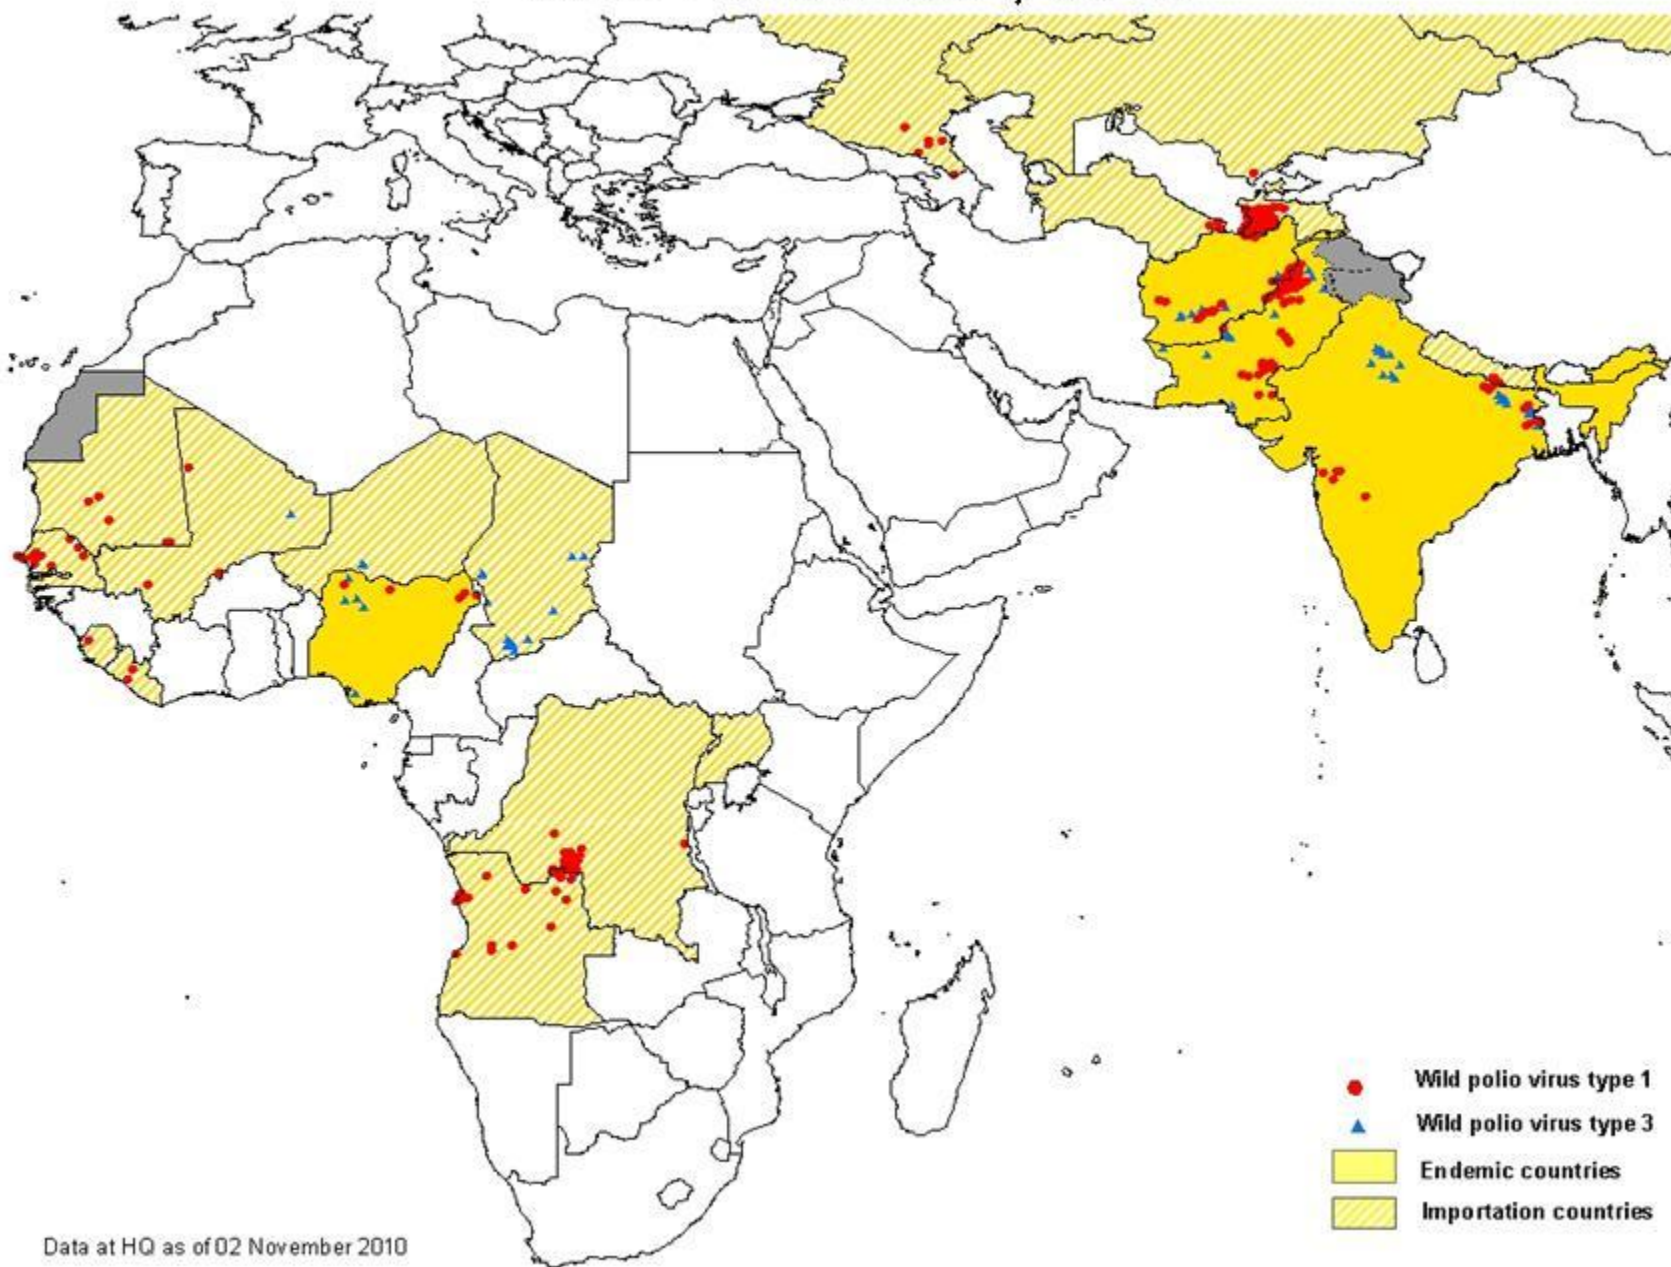 Wild polio virus type 1
Wild polio virus type 3
Endemic countries
Importation countries
Data at HQ as of 02 November 2010